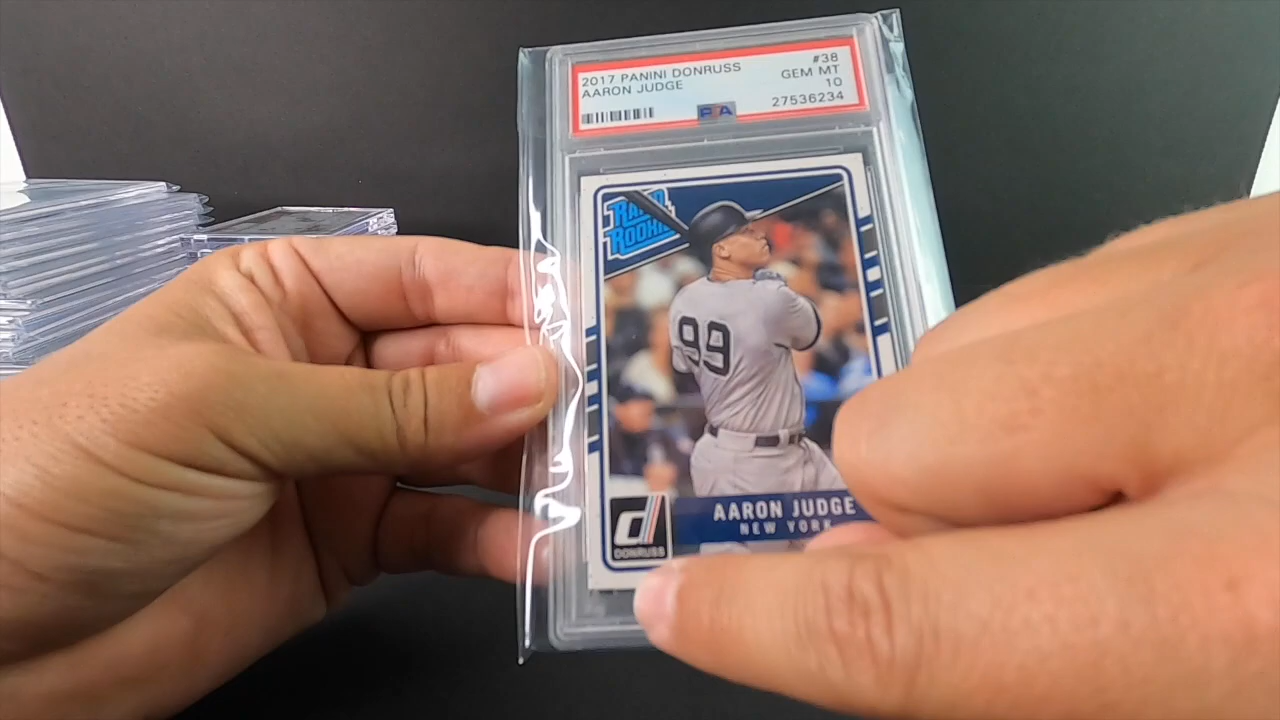 2017 PANINI DONRUSS
AARON JUDGE
#38
GEM MT
10
27536234
PSA
RATED
ROOKIE
99
AARON JUDGE
NEW YORK
d
DONRUSS